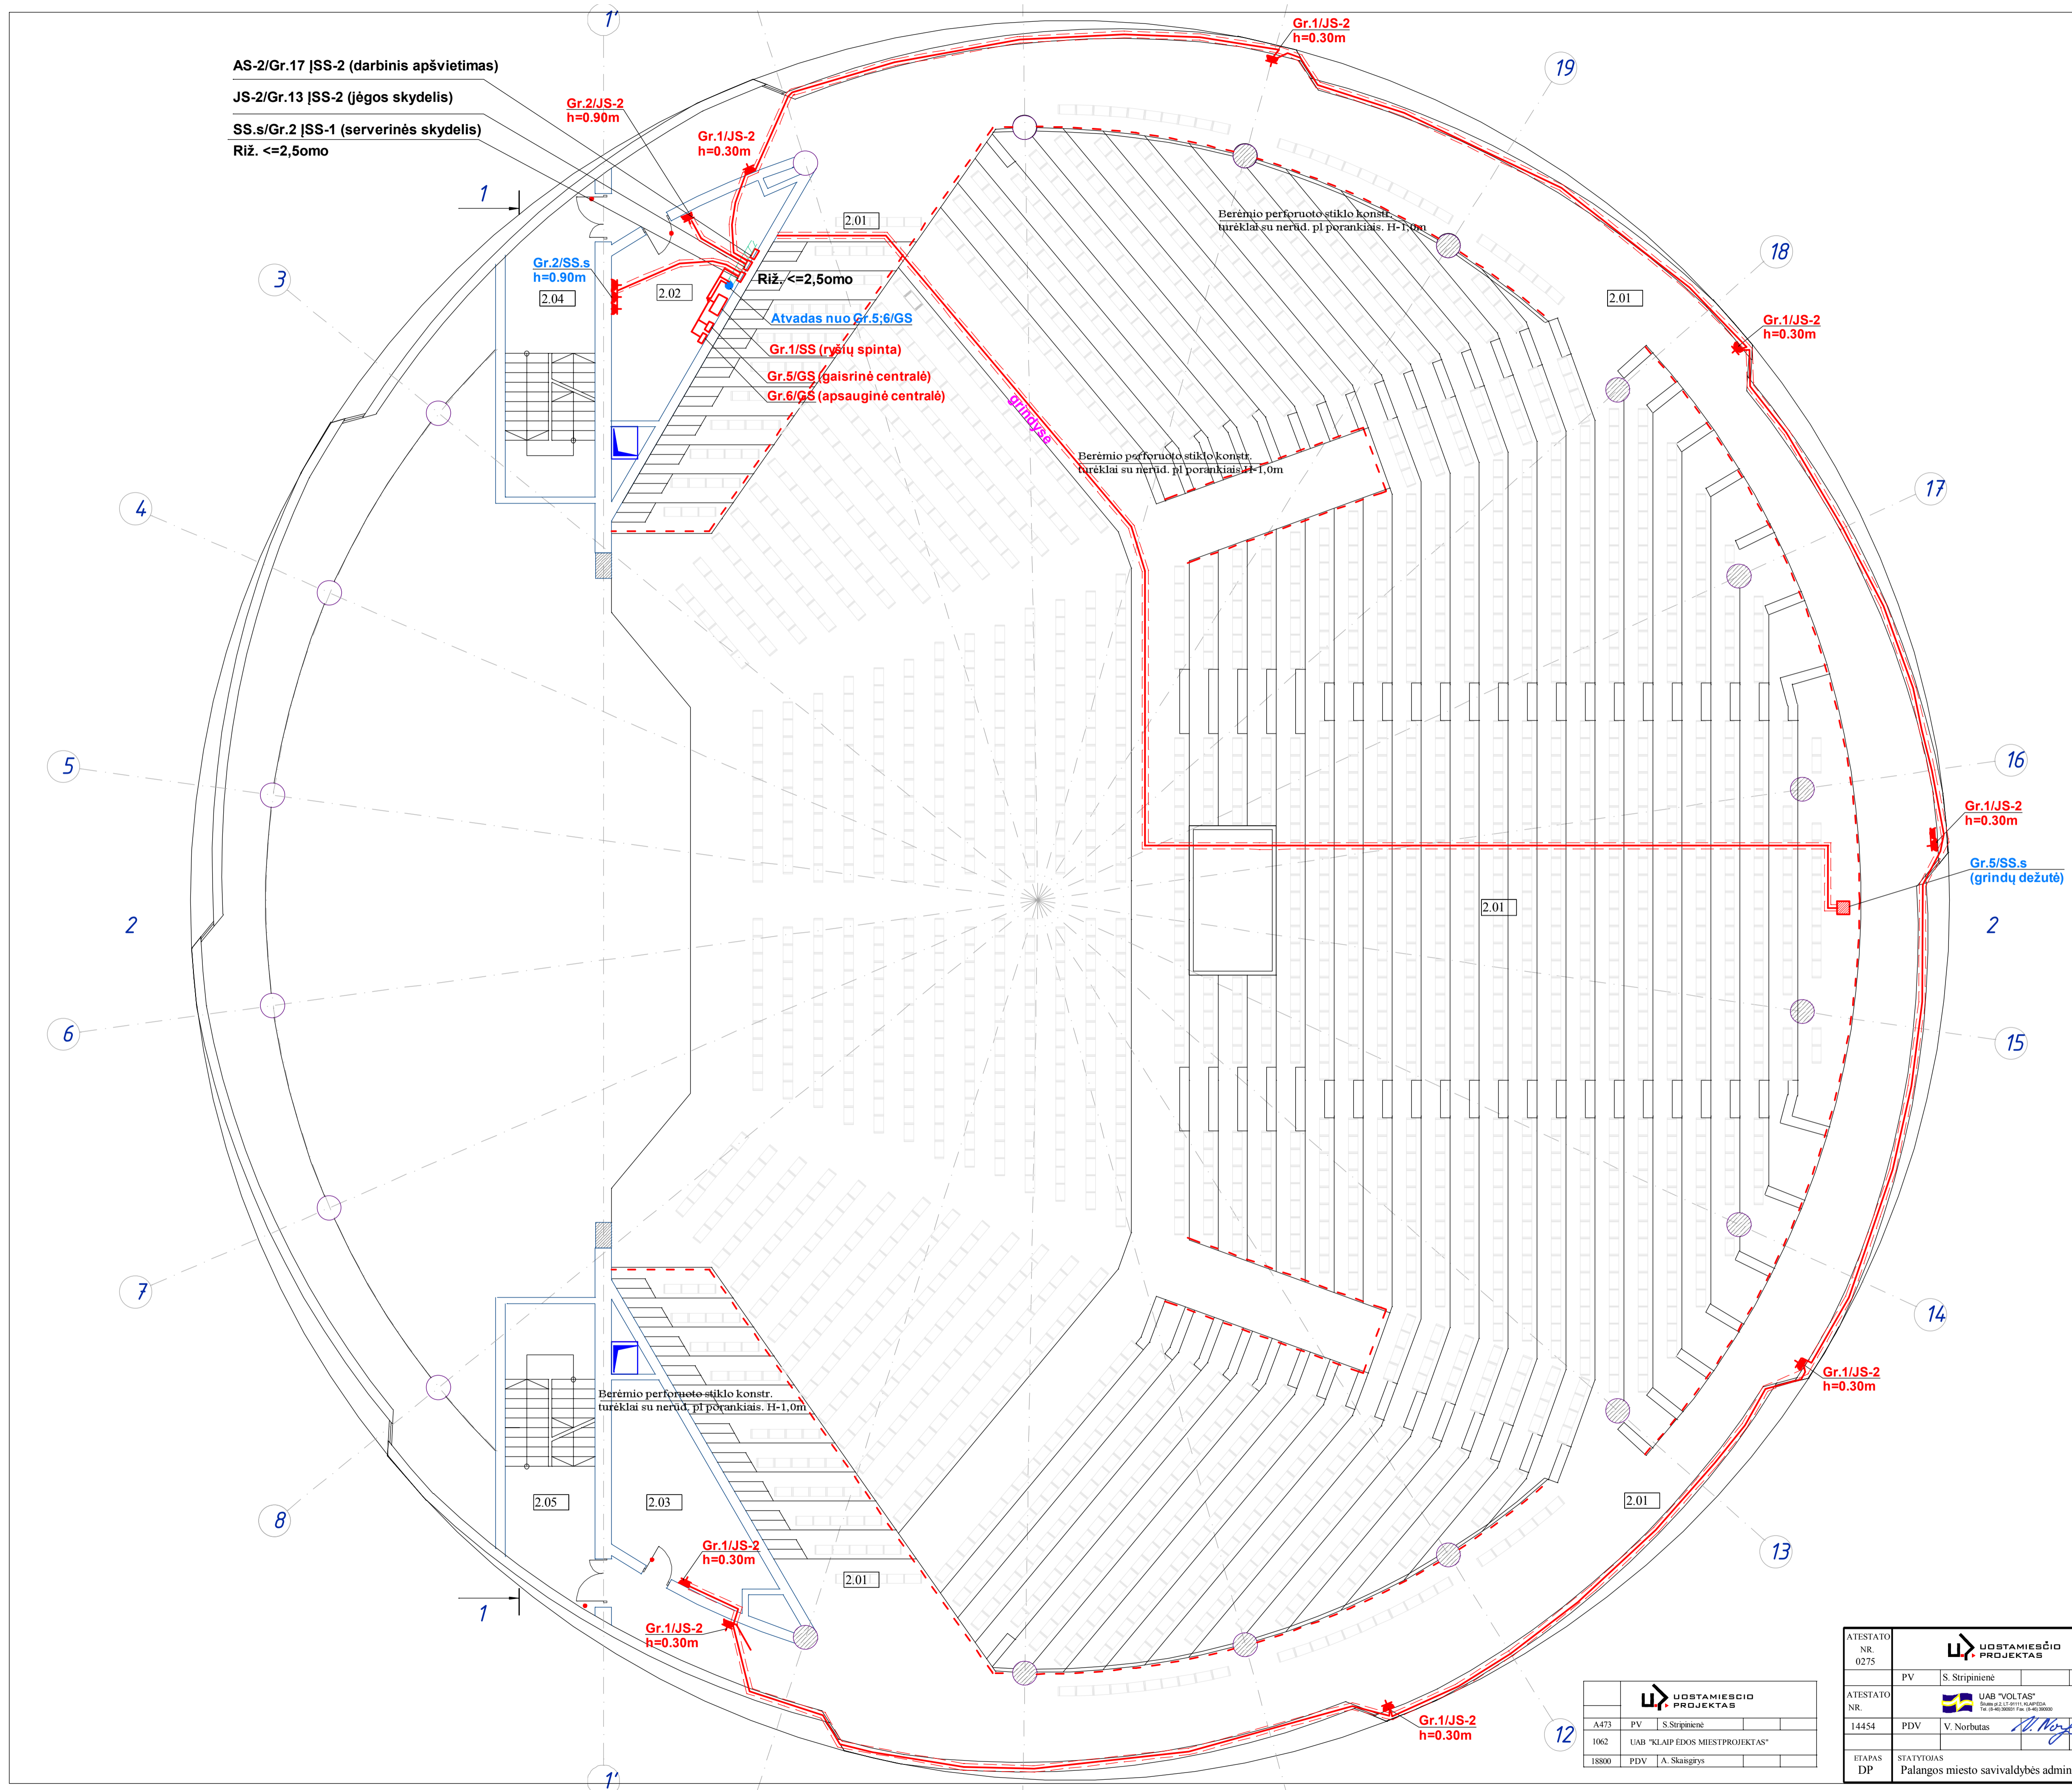 1'
Gr.1/JS-2
h=0.30m
19
AS-2/Gr.17 ĮSS-2 (darbinis apšvietimas)
JS-2/Gr.13 ĮSS-2 (jėgos skydelis)
SS.s/Gr.2 ĮSS-1 (serverinės skydelis)
Riž. <=2,5omo
Gr.2/JS-2
h=0.90m
Gr.1/JS-2
h=0.30m
1
2.01
Berėmio perforuoto stiklo konstr.
turėklai su nerūd. pl porankiais. H-1,0m
18
3
Gr.2/SS.s
h=0.90m
2.04
2.02
Riž. <=2,5omo
2.01
Atvadas nuo Gr.5;6/GS
Gr.1/SS (ryšių spinta)
Gr.5/GS (gaisrinė centralė)
Gr.6/GS (apsauginė centralė)
Gr.1/JS-2
h=0.30m
grindyse
Berėmio perforuoto stiklo konstr.
turėklai su nerūd. pl porankiais H-1,0m
17
4
5
16
Gr.1/JS-2
h=0.30m
Gr.5/SS.s
(grindų dežutė)
2
2.01
2
6
15
7
14
Gr.1/JS-2
h=0.30m
Berėmio perforuoto stiklo konstr.
turėklai su nerūd. pl porankiais. H-1,0m
8
2.05
2.03
2.01
13
Gr.1/JS-2
h=0.30m
2.01
1
Gr.1/JS-2
h=0.30m
Gr.1/JS-2
h=0.30m
12
1'
UOSTAMIESČIO
PROJEKTAS
A473 PV S.Stripinienė
1062 UAB "KLAIPĖDOS MIESTPROJEKTAS"
18800 PDV A. Skaisgirys
ATESTATO
NR.
0275
UOSTAMIESČIO
PROJEKTAS
PV S. Stripinienė
ATESTATO
NR.
UAB "VOLTAS"
14454 PDV V. Norbutas
ETAPAS STATYTOJAS
DP Palangos miesto savivaldybės admin